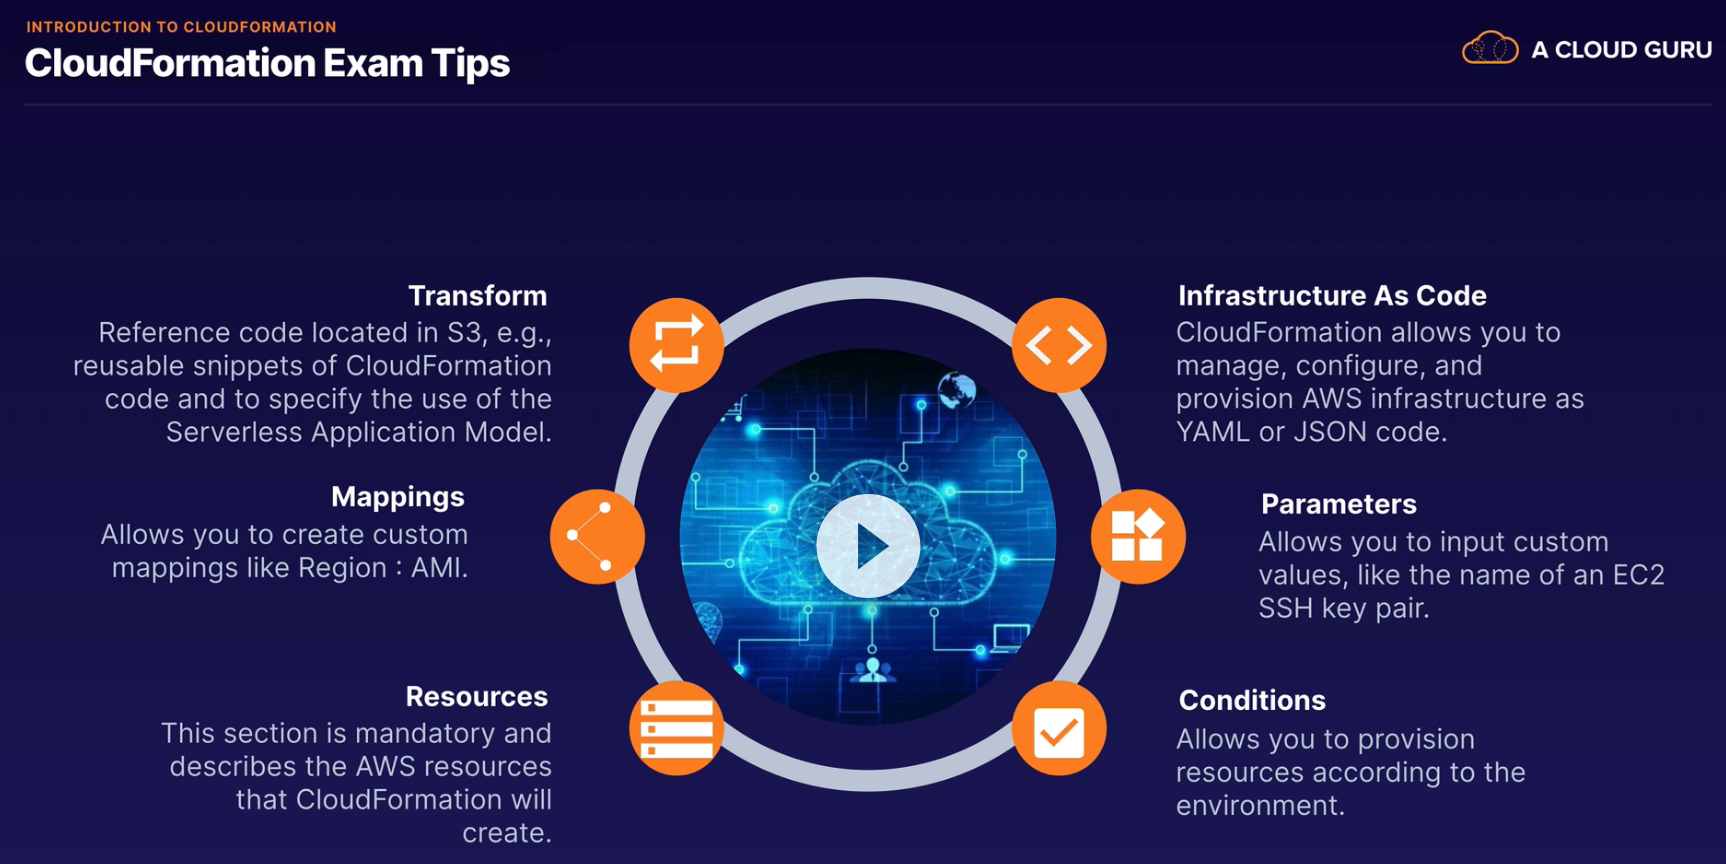 INTRODUCTION TO CLOUDFORMATION
CloudFormation Exam Tips
A CLOUD GURU
Transform
Reference code located in S3, e.g.,
reusable snippets of CloudFormation
code and to specify the use of the
Serverless Application Model.
Mappings
Allows you to create custom
mappings like Region : AMI.
Resources
This section is mandatory and
describes the AWS resources
that CloudFormation will
create.
Infrastructure As Code
CloudFormation allows you to
manage, configure, and
provision AWS infrastructure as
YAML or JSON code.
Parameters
Allows you to input custom
values, like the name of an EC2
SSH key pair.
Conditions
Allows you to provision
resources according to the
environment.